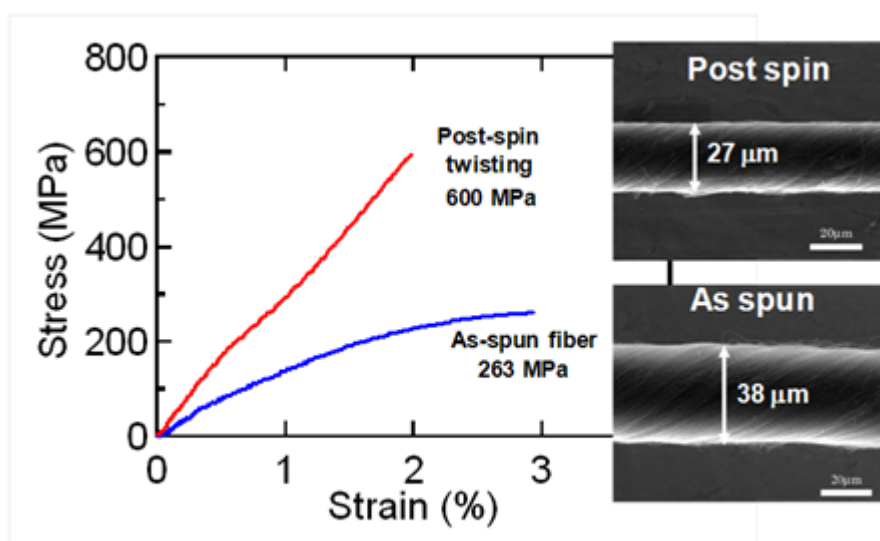 800
600
400
200
0
Stress (MPa)
0 1 2 3
Strain (%)
Post-spin
twisting
600 MPa
As-spun fiber
263 MPa
Post spin
27 μm
20μm
As spun
38 μm
20μm